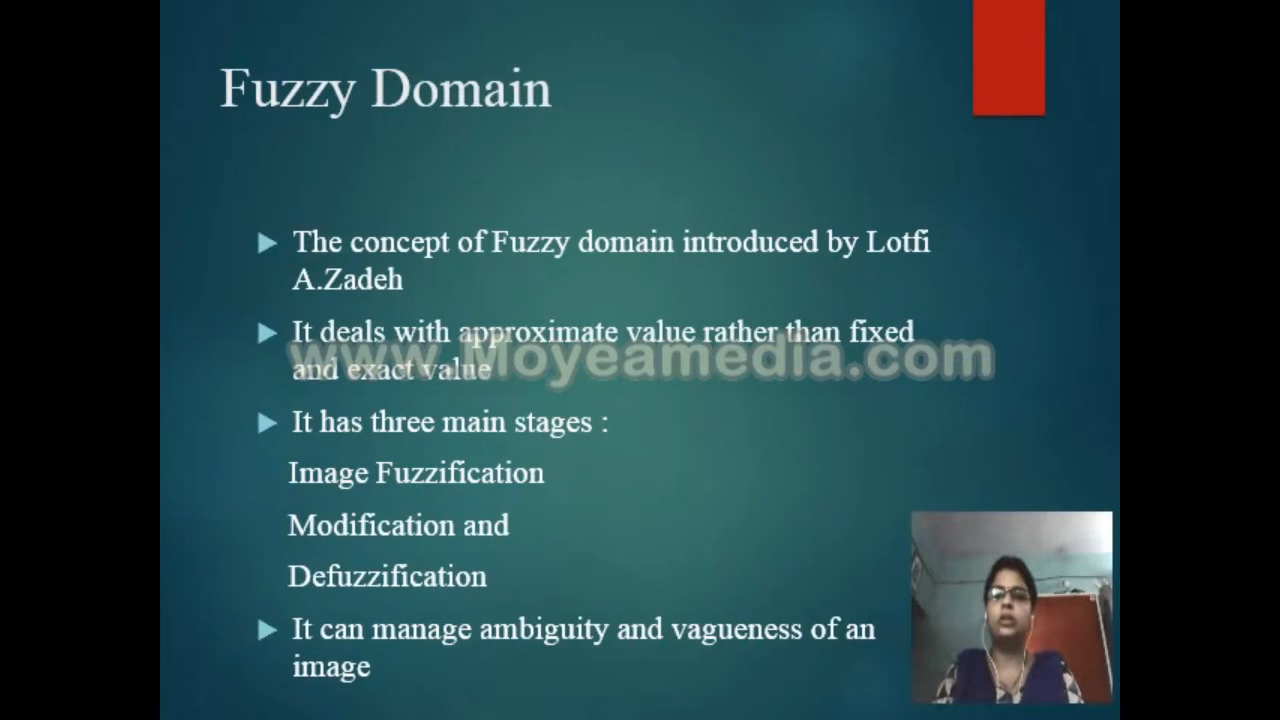 Fuzzy Domain
The concept of Fuzzy domain introduced by Lotfi
A.Zadeh
It deals with approximate value rather than fixed
and exact value
www.Moyeamedia.com
It has three main stages :
Image Fuzzification
Modification and
Defuzzification
It can manage ambiguity and vagueness of an
image